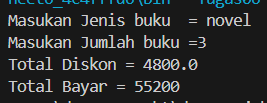 Masukan Jenis buku  = novel
Masukan Jumlah buku =3
Total Diskon = 4800.0
Total Bayar = 55200